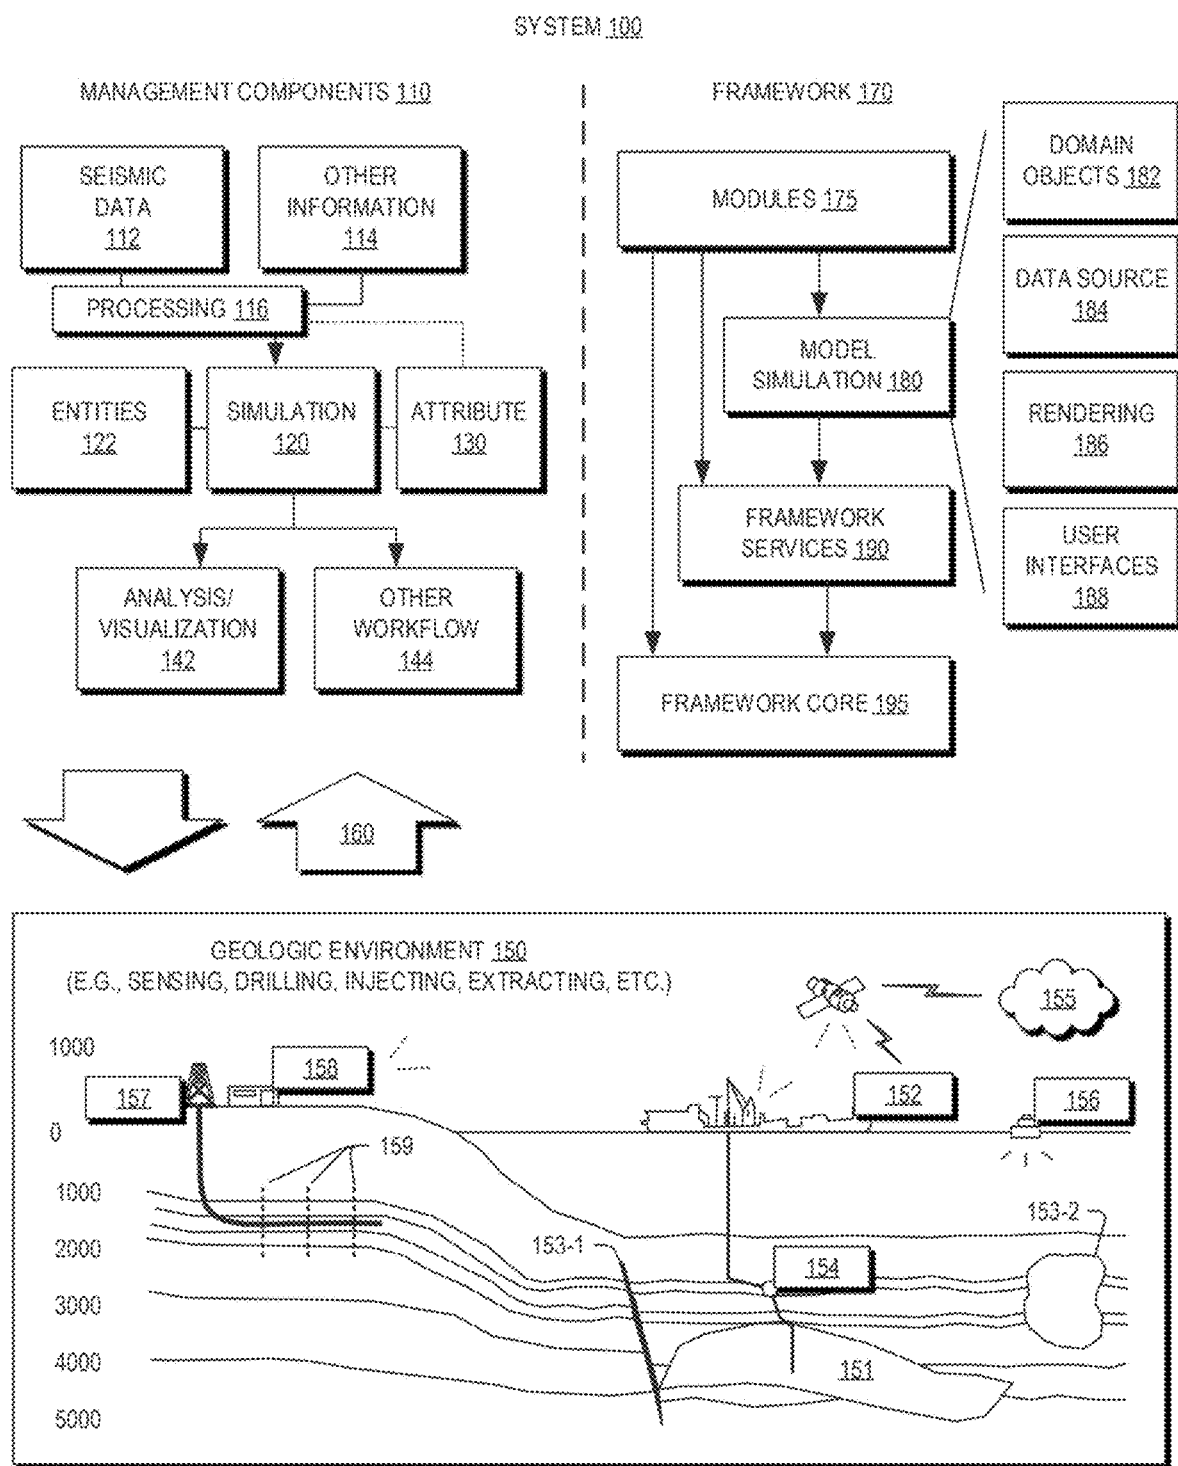 SYSTEM 100
MANAGEMENT COMPONENTS 110
SEISMIC
DATA
112
OTHER
INFORMATION
114
PROCESSING 116
ENTITIES
122
SIMULATION
120
ATTRIBUTE
130
ANALYSIS/
VISUALIZATION
142
OTHER
WORKFLOW
144
FRAMEWORK 170
MODULES 175
MODEL
SIMULATION 180
FRAMEWORK
SERVICES 190
FRAMEWORK CORE 195
DOMAIN
OBJECTS 182
DATA SOURCE
184
RENDERING
186
USER
INTERFACES
188
160
GEOLOGIC ENVIRONMENT 150
(E.G., SENSING, DRILLING, INJECTING, EXTRACTING, ETC.)
155
1000
158
157
152
156
0
159
1000
153-2
153-1
2000
154
3000
4000
151
5000